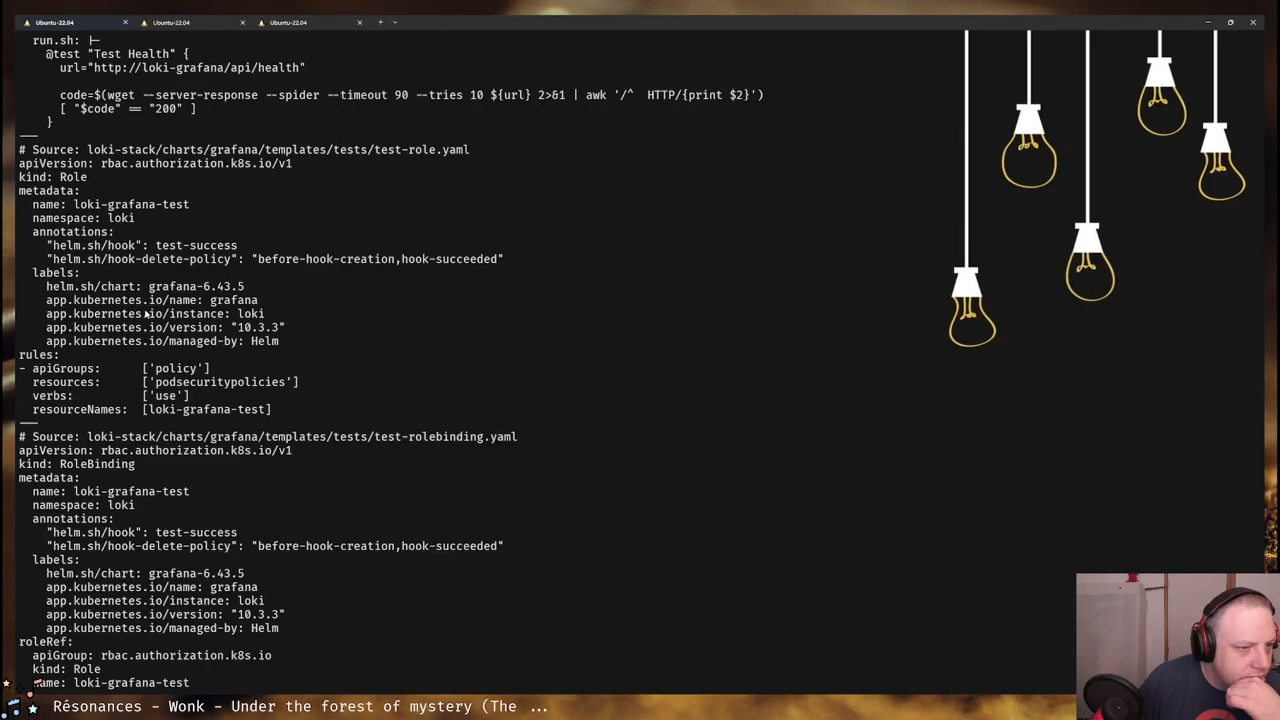 Ubuntu-22.04
Ubuntu-22.04
Ubuntu-22.04
run.sh: |-
@test "Test Health" {
url="http://loki-grafana/api/health"
code=$(wget --server-response --spider --timeout 90 --tries 10 ${url} 2>&1 | awk '/^  HTTP/{print $2}')
[ "$code" == "200" ]
}
---
# Source: loki-stack/charts/grafana/templates/tests/test-role.yaml
apiVersion: rbac.authorization.k8s.io/v1
kind: Role
metadata:
name: loki-grafana-test
namespace: loki
annotations:
"helm.sh/hook": test-success
"helm.sh/hook-delete-policy": "before-hook-creation,hook-succeeded"
labels:
helm.sh/chart: grafana-6.43.5
app.kubernetes.io/name: grafana
app.kubernetes.io/instance: loki
app.kubernetes.io/version: "10.3.3"
app.kubernetes.io/managed-by: Helm
rules:
- apiGroups:      ['policy']
resources:      ['podsecuritypolicies']
verbs:          ['use']
resourceNames:  [loki-grafana-test]
---
# Source: loki-stack/charts/grafana/templates/tests/test-rolebinding.yaml
apiVersion: rbac.authorization.k8s.io/v1
kind: RoleBinding
metadata:
name: loki-grafana-test
namespace: loki
annotations:
"helm.sh/hook": test-success
"helm.sh/hook-delete-policy": "before-hook-creation,hook-succeeded"
labels:
helm.sh/chart: grafana-6.43.5
app.kubernetes.io/name: grafana
app.kubernetes.io/instance: loki
app.kubernetes.io/version: "10.3.3"
app.kubernetes.io/managed-by: Helm
roleRef:
apiGroup: rbac.authorization.k8s.io
kind: Role
name: loki-grafana-test
Résonances - Wonk - Under the forest of mystery (The ...